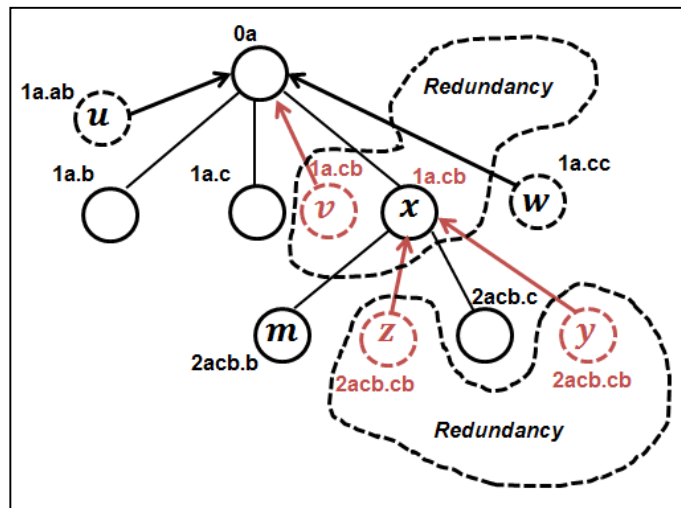 0a
Redundancy
1a.ab
u
1a.b
1a.c
1a.cb
1a.cb
1a.cc
v
x
w
2acb.c
m
z
y
2acb.b
2acb.cb
2acb.cb
Redundancy